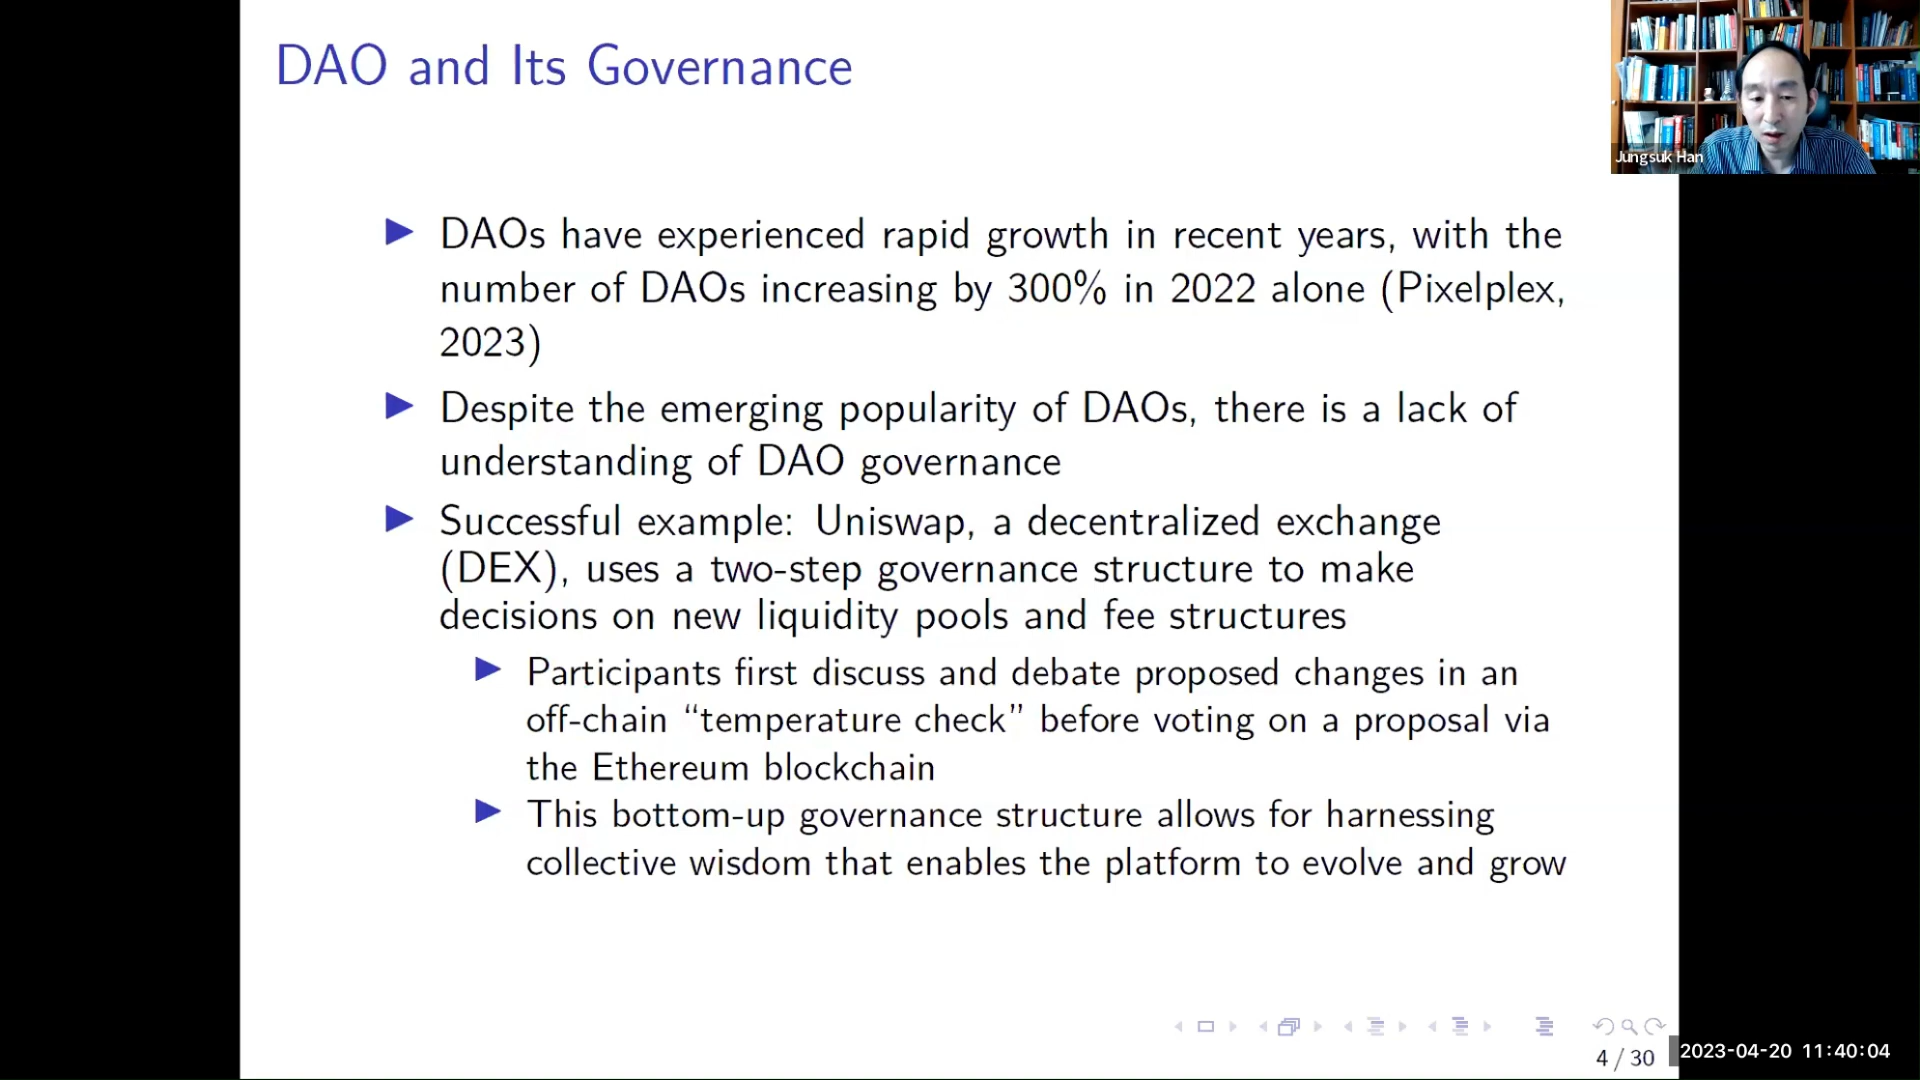 DAO and Its Governance
Jungsuk Han
DAOs have experienced rapid growth in recent years, with the
number of DAOs increasing by 300% in 2022 alone (Pixelplex,
2023)
Despite the emerging popularity of DAOs, there is a lack of
understanding of DAO governance
Successful example: Uniswap, a decentralized exchange
(DEX), uses a two-step governance structure to make
decisions on new liquidity pools and fee structures
Participants first discuss and debate proposed changes in an
off-chain “temperature check” before voting on a proposal via
the Ethereum blockchain
This bottom-up governance structure allows for harnessing
collective wisdom that enables the platform to evolve and grow
4 / 30
2023-04-20 11:40:04